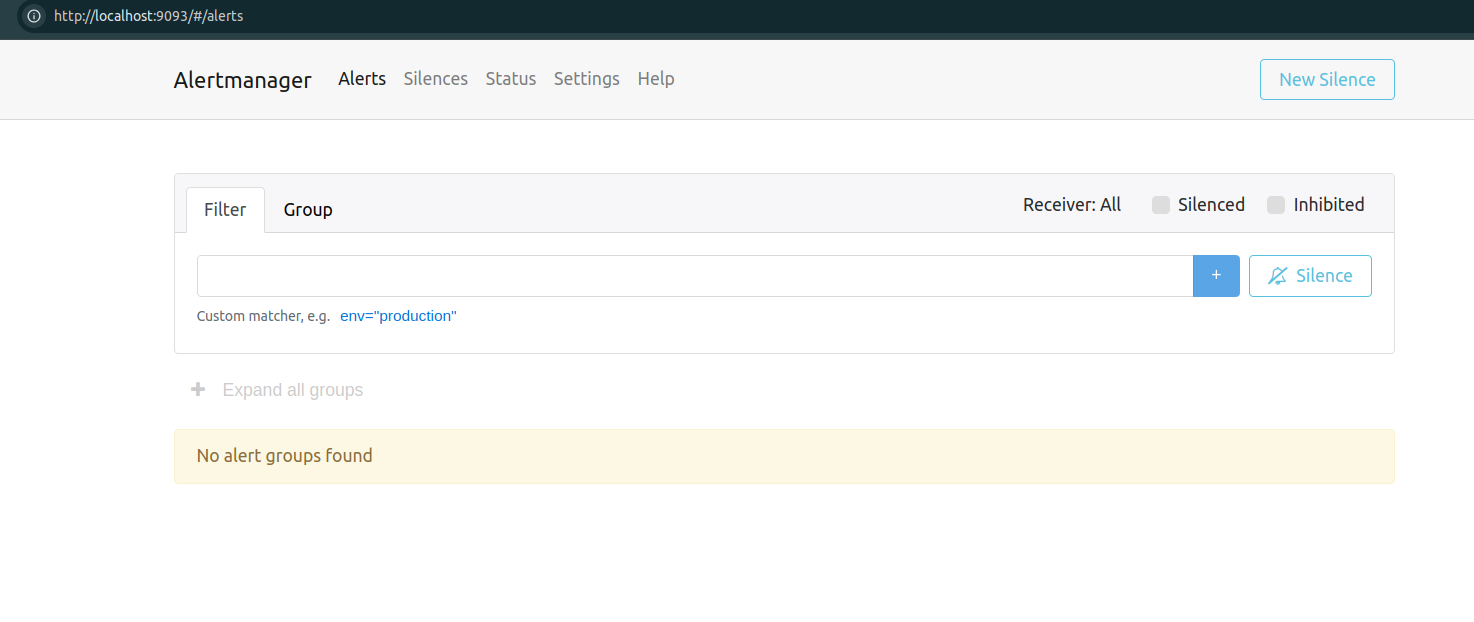 http://localhost:9093/#/alerts
Alertmanager Alerts Silences Status Settings Help New Silence
Filter Group Receiver: All Silenced Inhibited
+ Silence
Custom matcher, e.g. env="production"
+ Expand all groups
No alert groups found